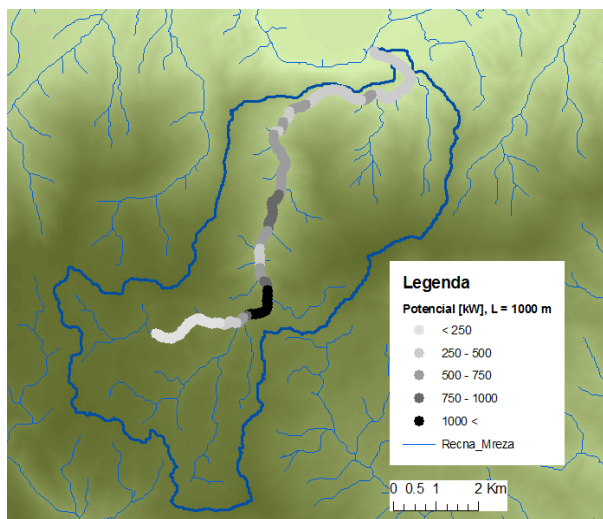 Legenda
Potencial [kW], L = 1000 m
< 250
250 - 500
500 - 750
750 - 1000
1000 <
Recna_Mreza
0 0.5 1 2 Km